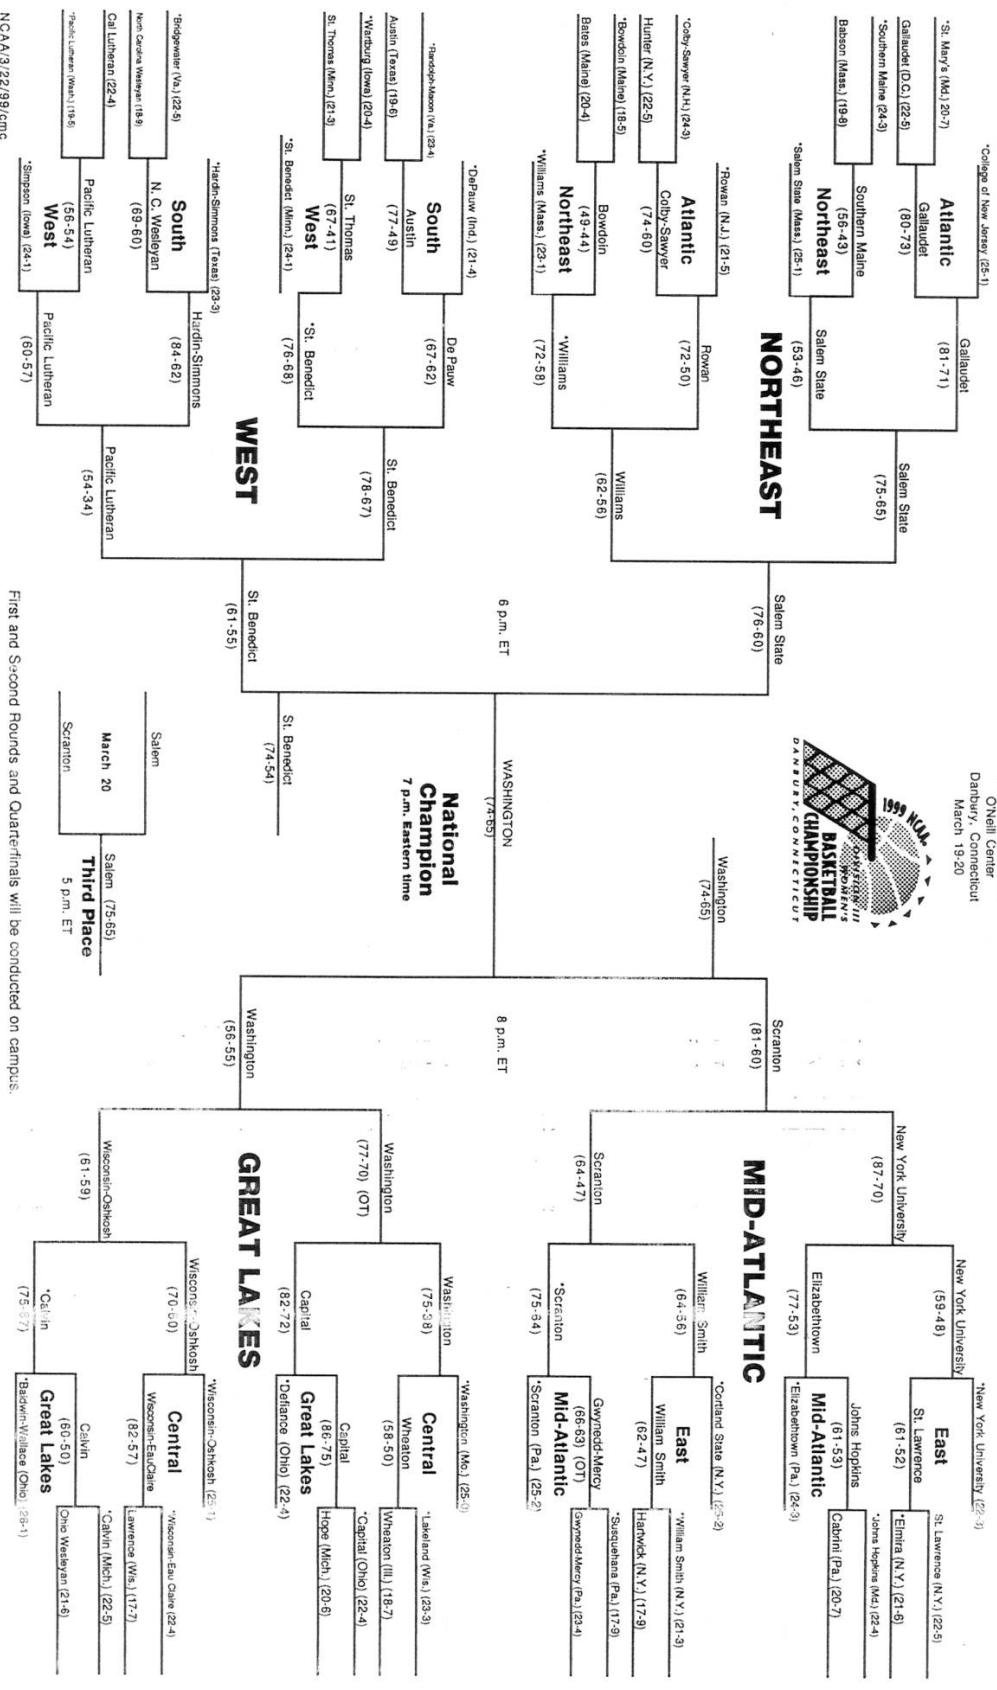 O'Neill Center
Danbury, Connecticut
March 19-20
1999 NCAA
DIVISION III
WOMEN'S
BASKETBALL
CHAMPIONSHIP
DANBURY, CONNECTICUT
*College of New Jersey (25-1)
*St. Mary's (Md.) 20-7)
Atlantic
Gallaudet (D.C.) (22-5)
Gallaudet
(80-73)
Gallaudet
(81-71)
*Southern Maine (24-3)
Southern Maine
(56-43)
Babson (Mass.) (19-8)
Northeast
*Salem State (Mass.) (25-1)
Salem State
(53-46)
Salem State
(75-65)
Salem State
(76-60)
NORTHEAST
*Rowan (N.J.) (21-5)
*Colby-Sawyer (N.H.) (24-3)
Atlantic
Hunter (N.Y.) (22-5)
Colby-Sawyer
(74-60)
Rowan
(72-50)
*Bowdoin (Maine) (18-5)
Bowdoin
(49-44)
Bates (Maine) (20-4)
Northeast
*Williams (Mass.) (23-1)
*Williams
(72-58)
Williams
(62-56)
6 p.m. ET
*DePauw (Ind.) (21-4)
*Randolph-Macon (Va.) (23-4)
South
Austin (Texas) (19-6)
Austin
(77-49)
De Pauw
(67-62)
*Wartburg (Iowa) (20-4)
St. Thomas (Minn.) (21-3)
St. Thomas
(67-41)
West
*St. Benedict (Minn.) (24-1)
*St. Benedict
(76-68)
St. Benedict
(78-67)
WEST
St. Benedict
(61-55)
St. Benedict
(74-54)
*Hardin-Simmons (Texas) (23-3)
*Bridgewater (Va.) (22-5)
South
North Carolina Wesleyan (18-9)
N.C. Wesleyan
(69-60)
Hardin-Simmons
(84-62)
Cal Lutheran (22-4)
*Pacific Lutheran (Wash.) (19-5)
Pacific Lutheran
(56-54)
West
*Simpson (Iowa) (24-1)
Pacific Lutheran
(60-57)
Pacific Lutheran
(54-34)
WASHINGTON
(74-65)
National
Champion
7 p.m. Eastern time
Washington
(74-65)
Salem
March 20
Scranton
Salem (75-65)
Third Place
5 p.m. ET
*New York University
St. Lawrence (N.Y.) (22-5)
East
*Elmira (N.Y.) (21-6)
St. Lawrence
(61-52)
New York University
(59-48)
*Johns Hopkins (Md.) (22-4)
Johns Hopkins
(61-53)
Cabrini (Pa.) (20-7)
Mid-Atlantic
*Elizabethtown (Pa.) (24-3)
Elizabethtown
(77-53)
New York University
(87-70)
Scranton
(81-60)
MID-ATLANTIC
*Cortland State (N.Y.)
*William Smith (N.Y.) (21-3)
East
Hartwick (N.Y.) (17-9)
William Smith
(62-47)
William Smith
*Susquehana (Pa.) (17-9)
Gwynedd-Mercy
(66-63) (OT)
Gwynedd-Mercy (Pa.) (23-4)
Mid-Atlantic
*Scranton (Pa.) (25-2)
*Scranton
(75-64)
Scranton
(64-47)
8 p.m. ET
*Washington (Mo.) (25-0)
*Lakeland (Wis.) (23-3)
Central
Wheaton (Ill.) (18-7)
Wheaton
(58-50)
Washington
(75-38)
*Capital (Ohio) (22-4)
Capital
(86-75)
Hope (Mich.) (20-6)
Great Lakes
*Defiance (Ohio) (22-4)
Capital
(82-72)
Washington
(77-70) (OT)
GREAT LAKES
Washington
(56-55)
*Wisconsin-Oshkosh
*Wisconsin-Eau Claire (22-4)
Central
Lawrence (Wis.) (17-7)
Wisconsin-EauClaire
(82-57)
Wisconsin-Oshkosh
*Calvin (Mich.) (22-5)
Calvin
(60-50)
Ohio Wesleyan (21-6)
Great Lakes
*Baldwin-Wallace (Ohio)
*Calvin
Wisconsin-Oshkosh
(61-59)
First and Second Rounds and Quarterfinals will be conducted on campus.
NCAA/3/22/99/cmc